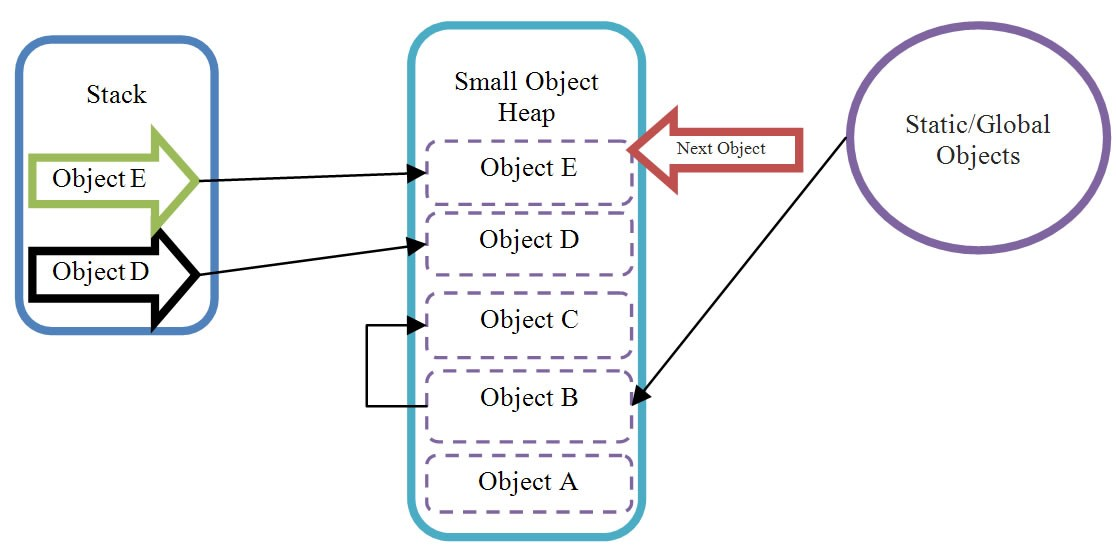 Stack
Object E
Object D
Small Object
Heap
Object E
Object D
Object C
Object B
Object A
Next Object
Static/Global
Objects